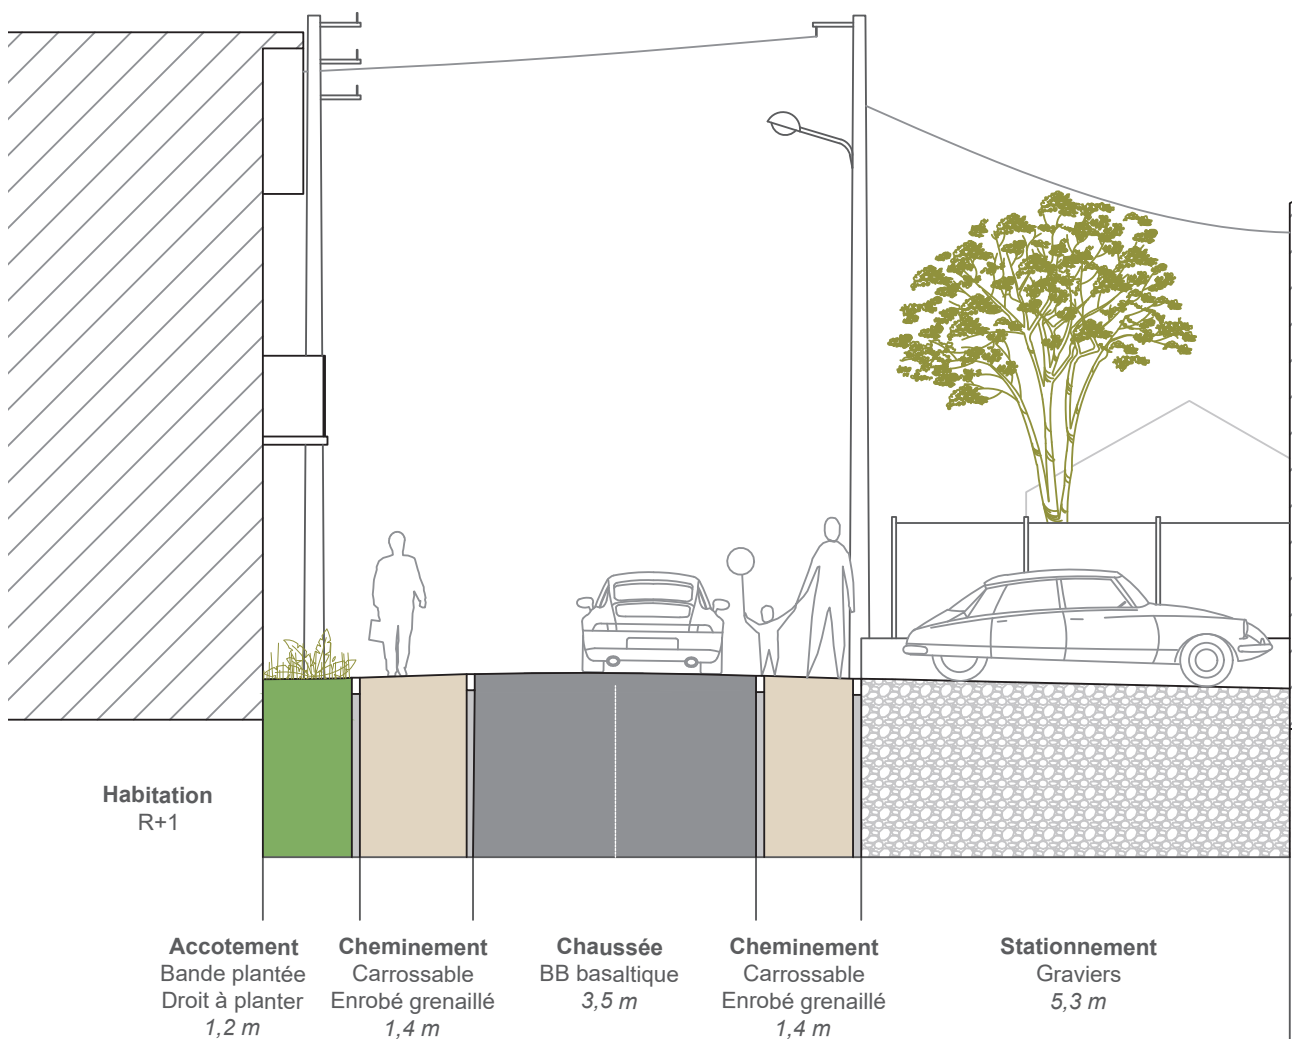 Habitation
R+1
Accotement
Bande plantée
Droit à planter
1,2 m
Cheminement
Carrossable
Enrobé grenaillé
1,4 m
Chaussée
BB basaltique
3,5 m
Cheminement
Carrossable
Enrobé grenaillé
1,4 m
Stationnement
Graviers
5,3 m